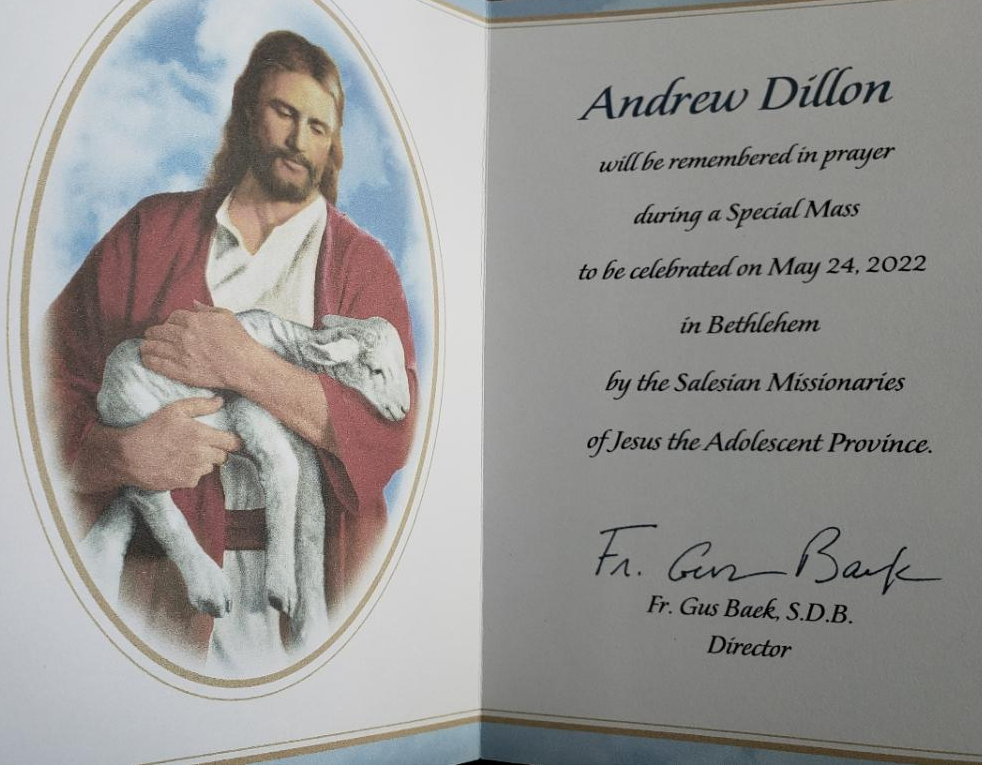 Andrew Dillon
will be remembered in prayer
during a Special Mass
to be celebrated on May 24, 2022
in Bethlehem
by the Salesian Missionaries
of Jesus the Adolescent Province.
Fr. Gus Baek
Fr. Gus Baek, S.D.B.
Director